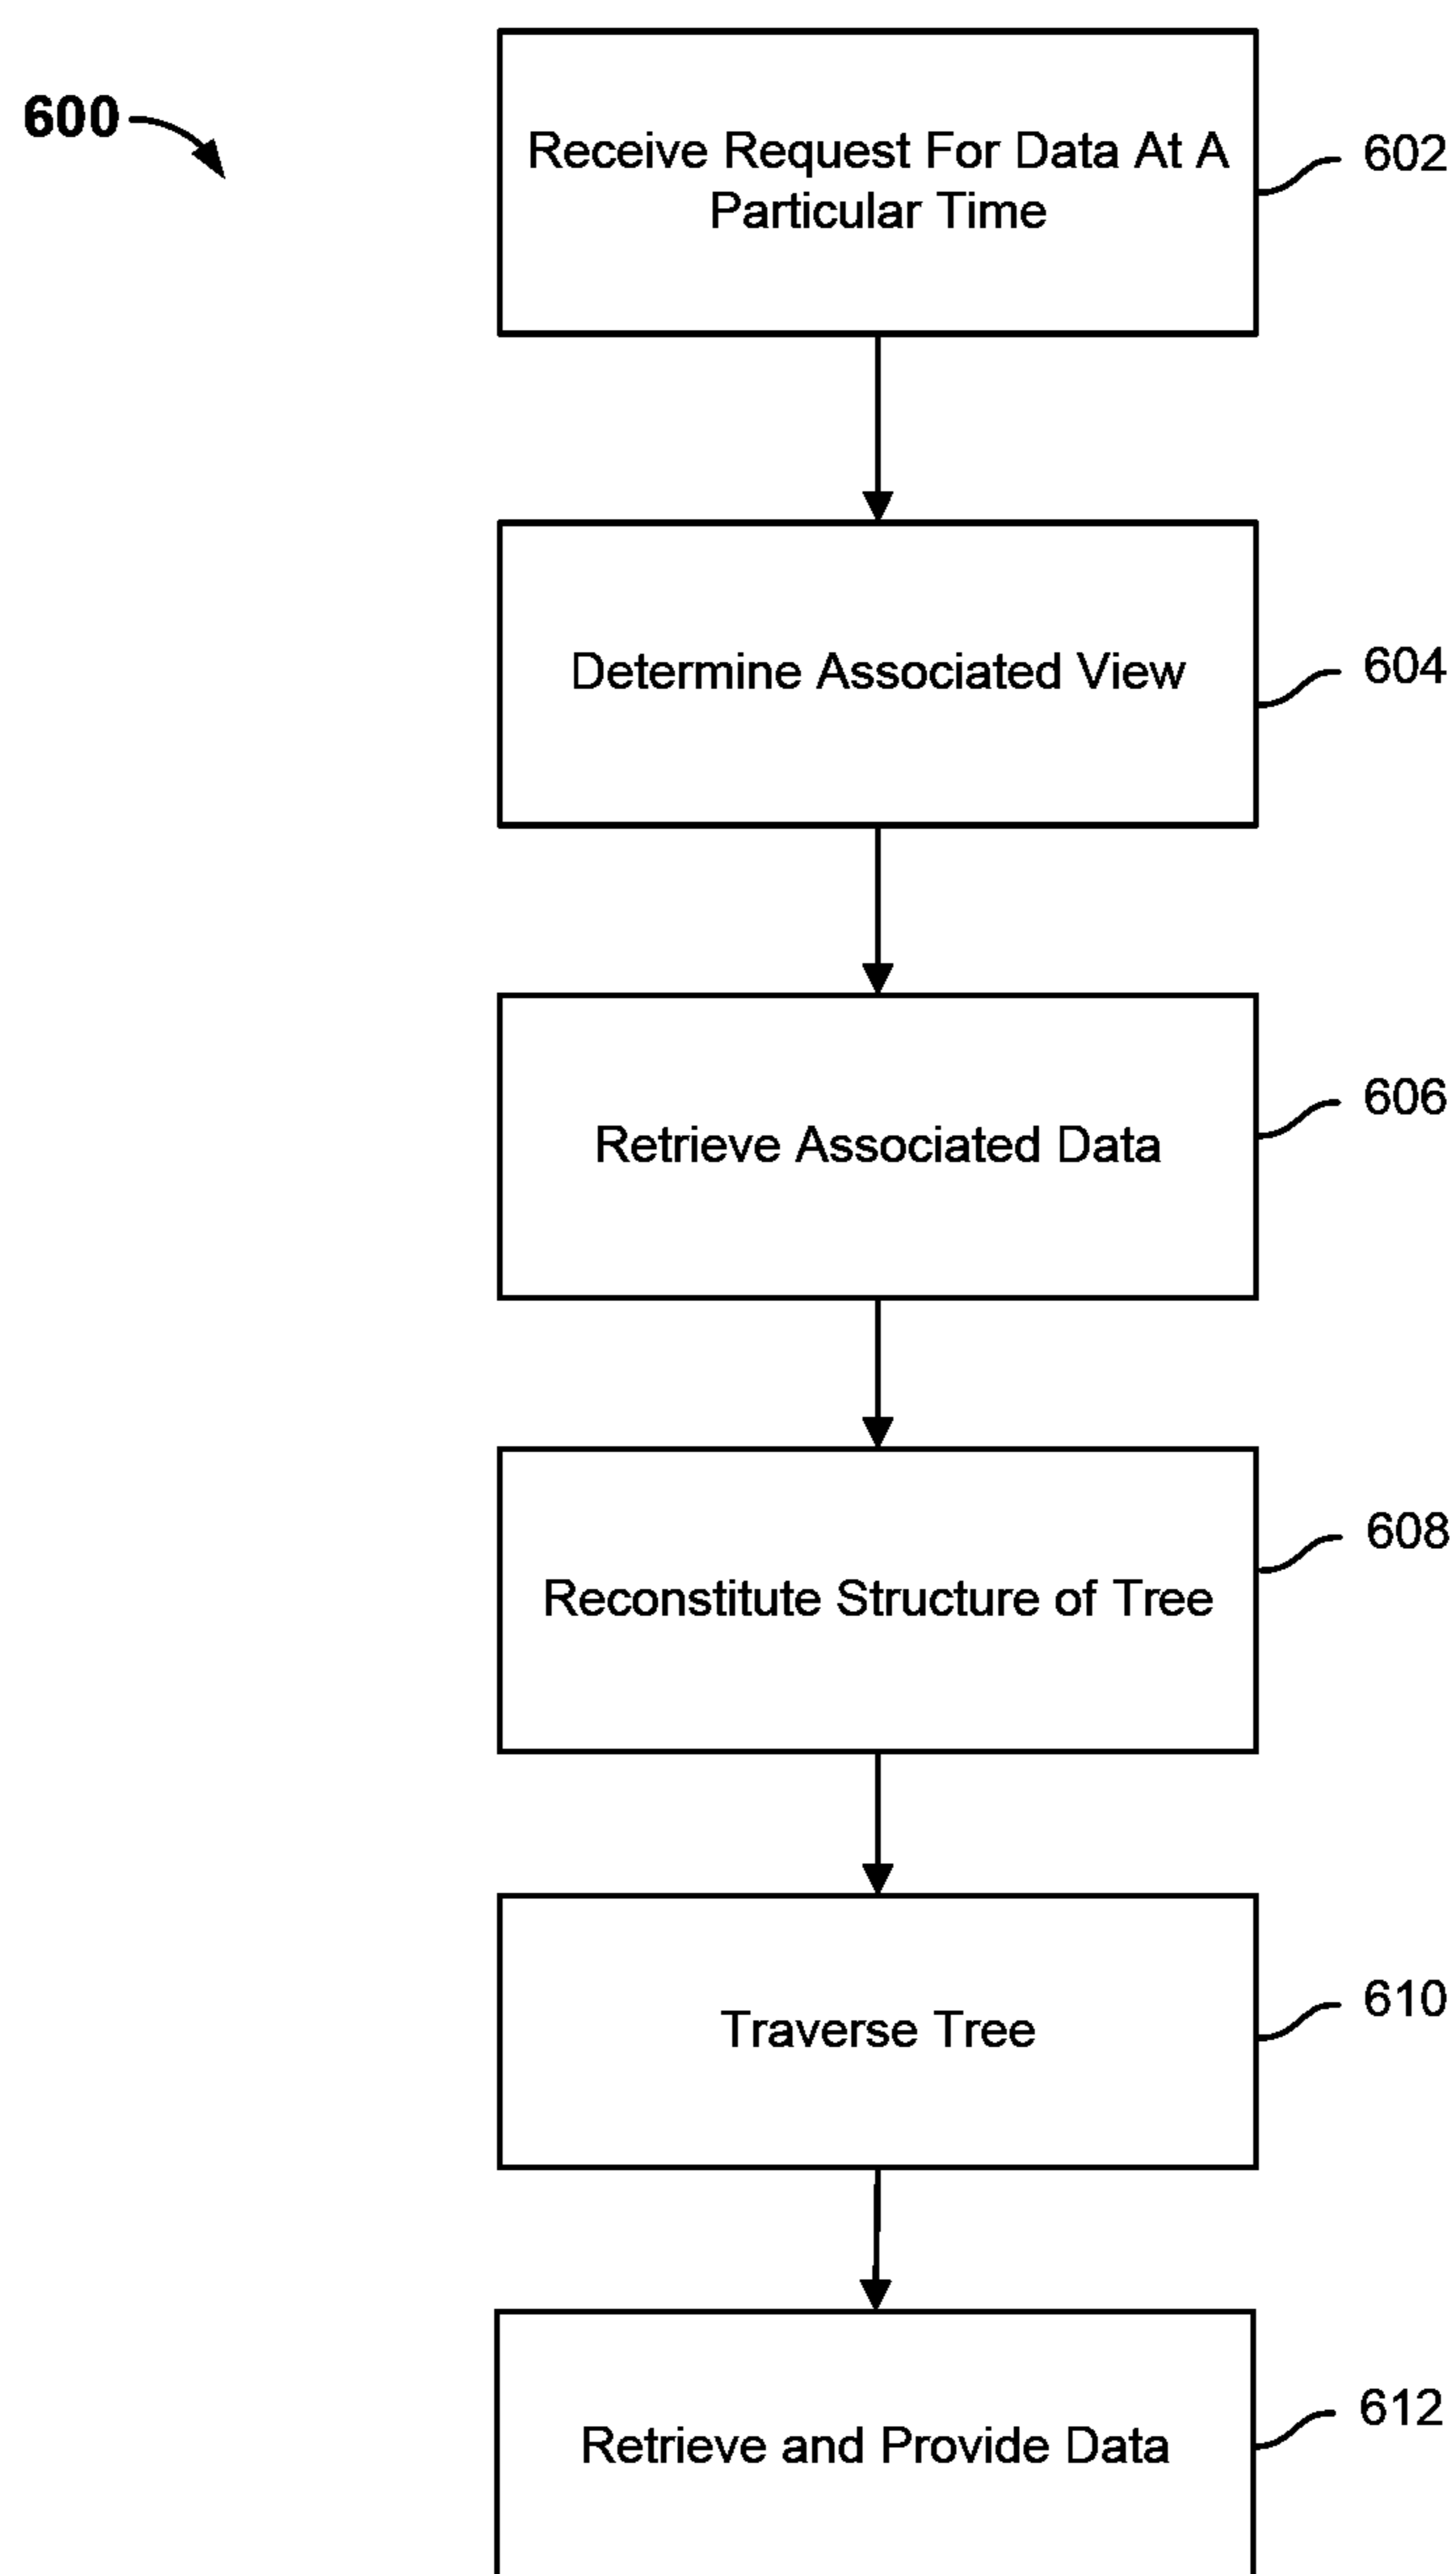 600
Receive Request For Data At A
Particular Time
602
Determine Associated View
604
Retrieve Associated Data
606
Reconstitute Structure of Tree
608
Traverse Tree
610
Retrieve and Provide Data
612